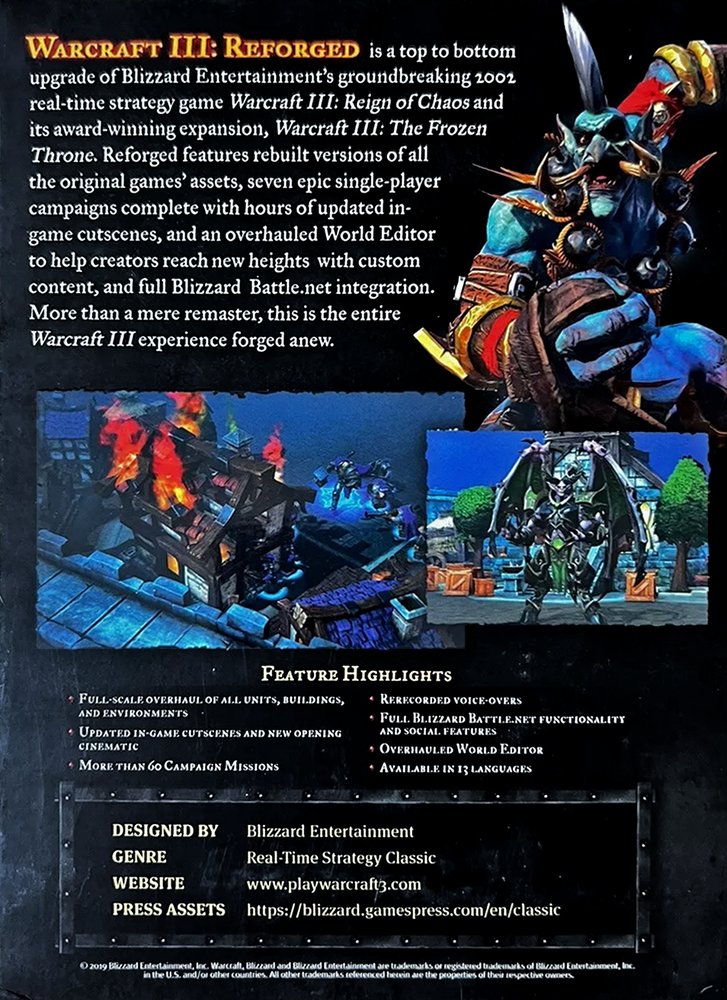 WARCRAFT III: REFORGED is a top to bottom
upgrade of Blizzard Entertainment's groundbreaking 2002
real-time strategy game Warcraft III: Reign of Chaos and
its award-winning expansion, Warcraft III: The Frozen
Throne. Reforged features rebuilt versions of all
the original games' assets, seven epic single-player
campaigns complete with hours of updated in-
game cutscenes, and an overhauled World Editor
to help creators reach new heights with custom
content, and full Blizzard Battle.net integration.
More than a mere remaster, this is the entire
Warcraft III experience forged anew.
FEATURE HIGHLIGHTS
FULL-SCALE OVERHAUL OF ALL UNITS, BUILDINGS,
AND ENVIRONMENTS
UPDATED IN-GAME CUTSCENES AND NEW OPENING
CINEMATIC
MORE THAN 60 CAMPAIGN MISSIONS
RERECORDED VOICE-OVERS
FULL BLIZZARD BATTLE.NET FUNCTIONALITY
AND SOCIAL FEATURES
OVERHAULED WORLD EDITOR
AVAILABLE IN 13 LANGUAGES
DESIGNED BY Blizzard Entertainment
GENRE Real-Time Strategy Classic
WEBSITE www.playwarcraft3.com
PRESS ASSETS https://blizzard.gamespress.com/en/classic
© 2019 Blizzard Entertainment, Inc. Warcraft, Blizzard and Blizzard Entertainment are trademarks or registered trademarks of Blizzard Entertainment, Inc.
in the U.S. and/or other countries. All other trademarks referenced herein are the properties of their respective owners.